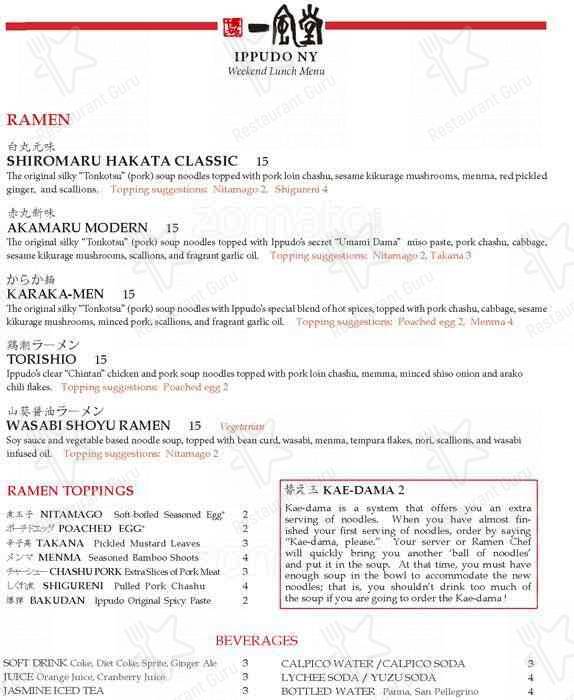 一風堂
IPPUDO NY
Weekend Lunch Menu
RAMEN
白丸元味
SHIROMARU HAKATA CLASSIC 15
The original silky "Tonkotsu" (pork) soup noodles topped with pork loin chashu, sesame kikurage mushrooms, menma, red pickled
ginger, and scallions. Topping suggestions: Nitamago 2, Shigureni 4
赤丸新味
AKAMARU MODERN 15
The original silky "Tonkotsu" (pork) soup noodles topped with Ippudo's secret "Umami Dama" miso paste, pork chashu, cabbage,
sesame kikurage mushrooms, scallions, and fragrant garlic oil. Topping suggestions: Nitamago 2, Takana 3
からか麺
KARAKA-MEN 15
The original silky "Tonkotsu" (pork) soup noodles with Ippudo's special blend of hot spices, topped with pork chashu, cabbage, sesame
kikurage mushrooms, minced pork, scallions, and fragrant garlic oil. Topping suggestions: Poached egg 2, Menma 4
鶏潮ラーメン
TORISHIO 15
Ippudo's clear "Chintan" chicken and pork soup noodles topped with pork loin chashu, memma, minced shiso onion and arako
chili flakes. Topping suggestions: Poached egg 2
山葵醤油ラーメン
WASABI SHOYU RAMEN 15 Vegetarian
Soy sauce and vegetable based noodle soup, topped with bean curd, wasabi, menma, tempura flakes, nori, scallions, and wasabi
infused oil. Topping suggestions: Nitamago 2
RAMEN TOPPINGS
煮玉子 NITAMAGO Soft-boiled Seasoned Egg* 2
ポーチドエッグ POACHED EGG* 2
辛子高菜 TAKANA Pickled Mustard Leaves 3
メンマ MENMA Seasoned Bamboo Shoots 4
チャーシュー CHASHU PORK Extra Slices of Pork Meat 3
しぐれ煮 SHIGURENI Pulled Pork Chashu 4
爆弾 BAKUDAN Ippudo Original Spicy Paste 2
替え玉 KAE-DAMA 2
Kae-dama is a system that offers you an extra
serving of noodles. When you have almost fin-
ished your first serving of noodles, order by saying
"Kae-dama, please." Your server or Ramen Chef
will quickly bring you another 'ball of noodles'
and put it in the soup. At that time, you must have
enough soup in the bowl to accommodate the new
noodles; that is, you shouldn't drink too much of
the soup if you are going to order the Kae-dama !
BEVERAGES
SOFT DRINK Coke, Diet Coke, Sprite, Ginger Ale 3
JUICE Orange Juice, Cranberry Juice 3
JASMINE ICED TEA 3
CALPICO WATER / CALPICO SODA 3
LYCHEE SODA / YUZU SODA 4
BOTTLED WATER Panna, San Pellegrino 4
zomato
Restaurant Guru